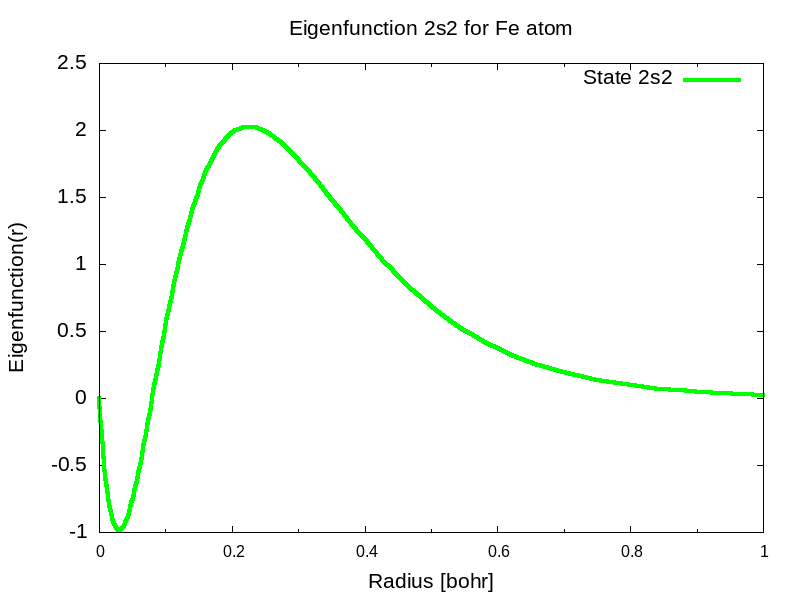 Eigenfunction 2s2 for Fe atom
State 2s2
2.5
2
1.5
1
0.5
0
-0.5
-1
Eigenfunction(r)
0 0.2 0.4 0.6 0.8 1
Radius [bohr]